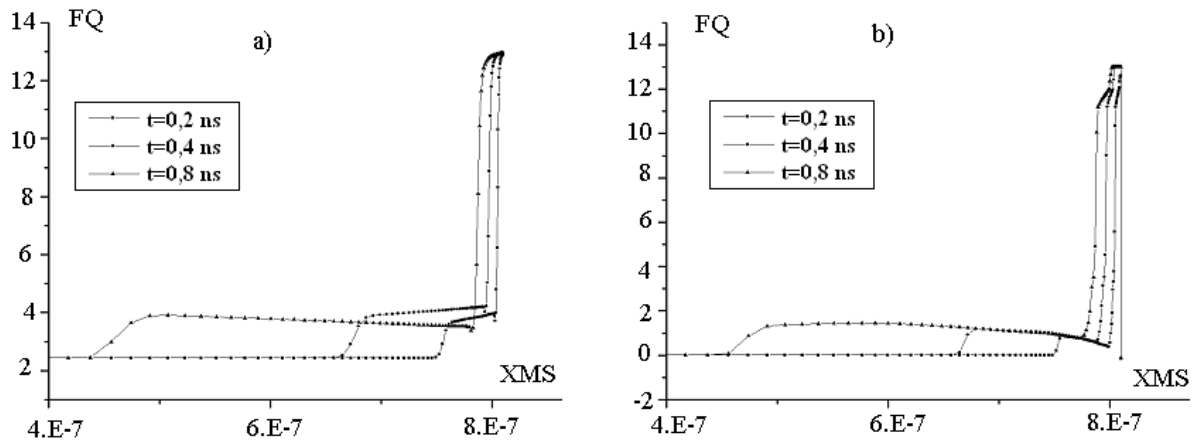 14
FQ
a)
12
10
8
6
4
2
t=0,2 ns
t=0,4 ns
t=0,8 ns
XMS
4.E-7
6.E-7
8.E-7
14
FQ
b)
12
10
8
6
4
2
0
-2
t=0,2 ns
t=0,4 ns
t=0,8 ns
XMS
4.E-7
6.E-7
8.E-7